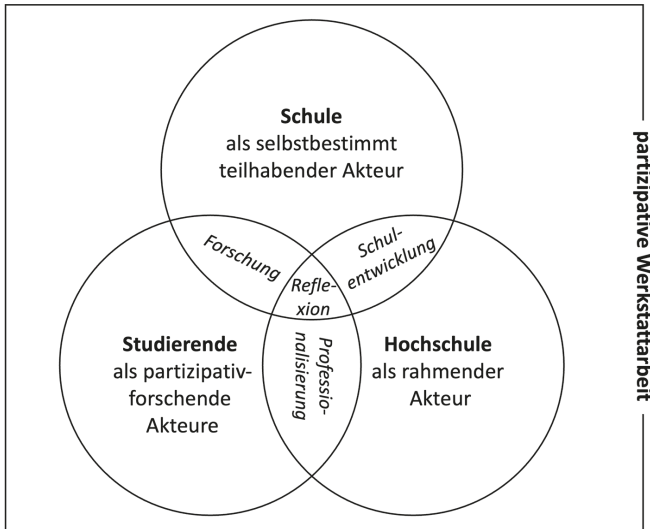 Schule
als selbstbestimmt
teilhabender Akteur
Forschung
Schul-
entwicklung
Refle-
xion
Studierende
als partizipativ-
forschende
Akteure
Professio-
nalisierung
Hochschule
als rahmender
Akteur
partizipative Werkstattarbeit